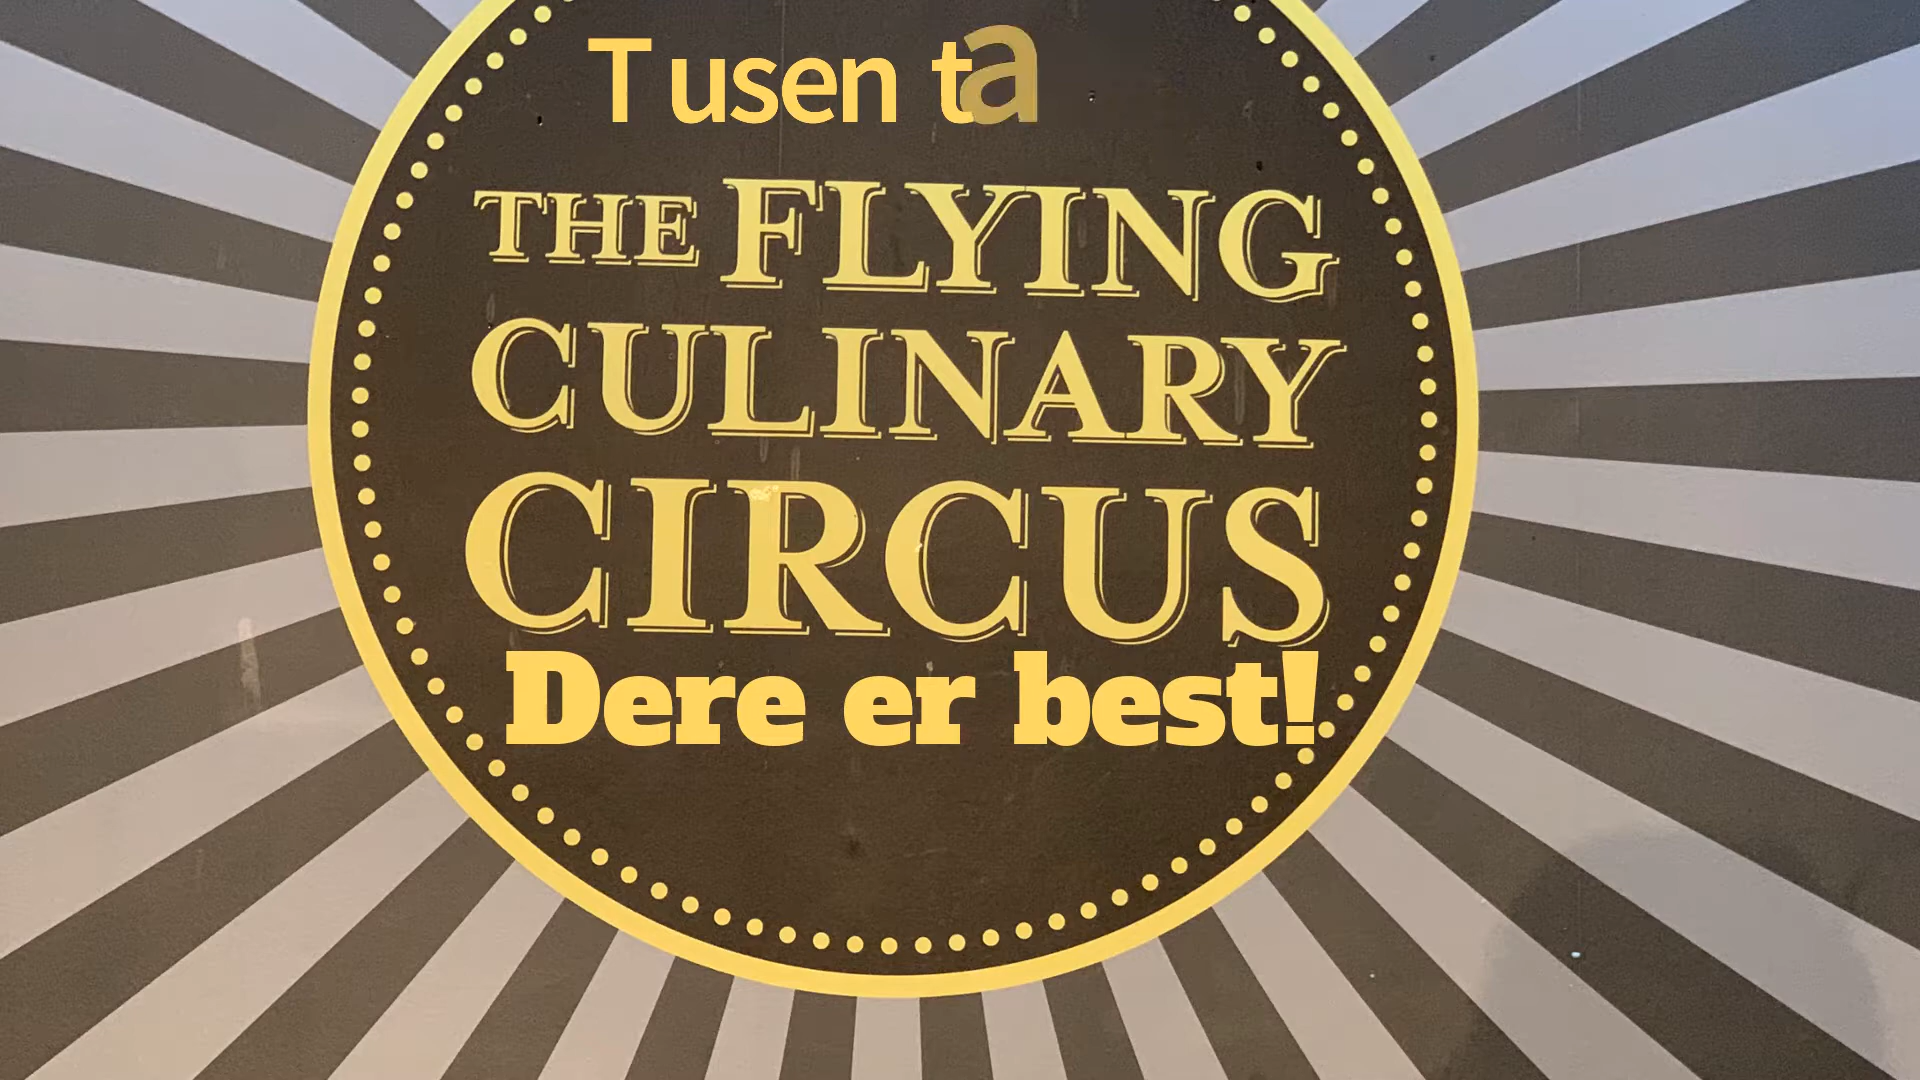 Tusen ta
THE FLYING
CULINARY
CIRCUS
Dere er best!